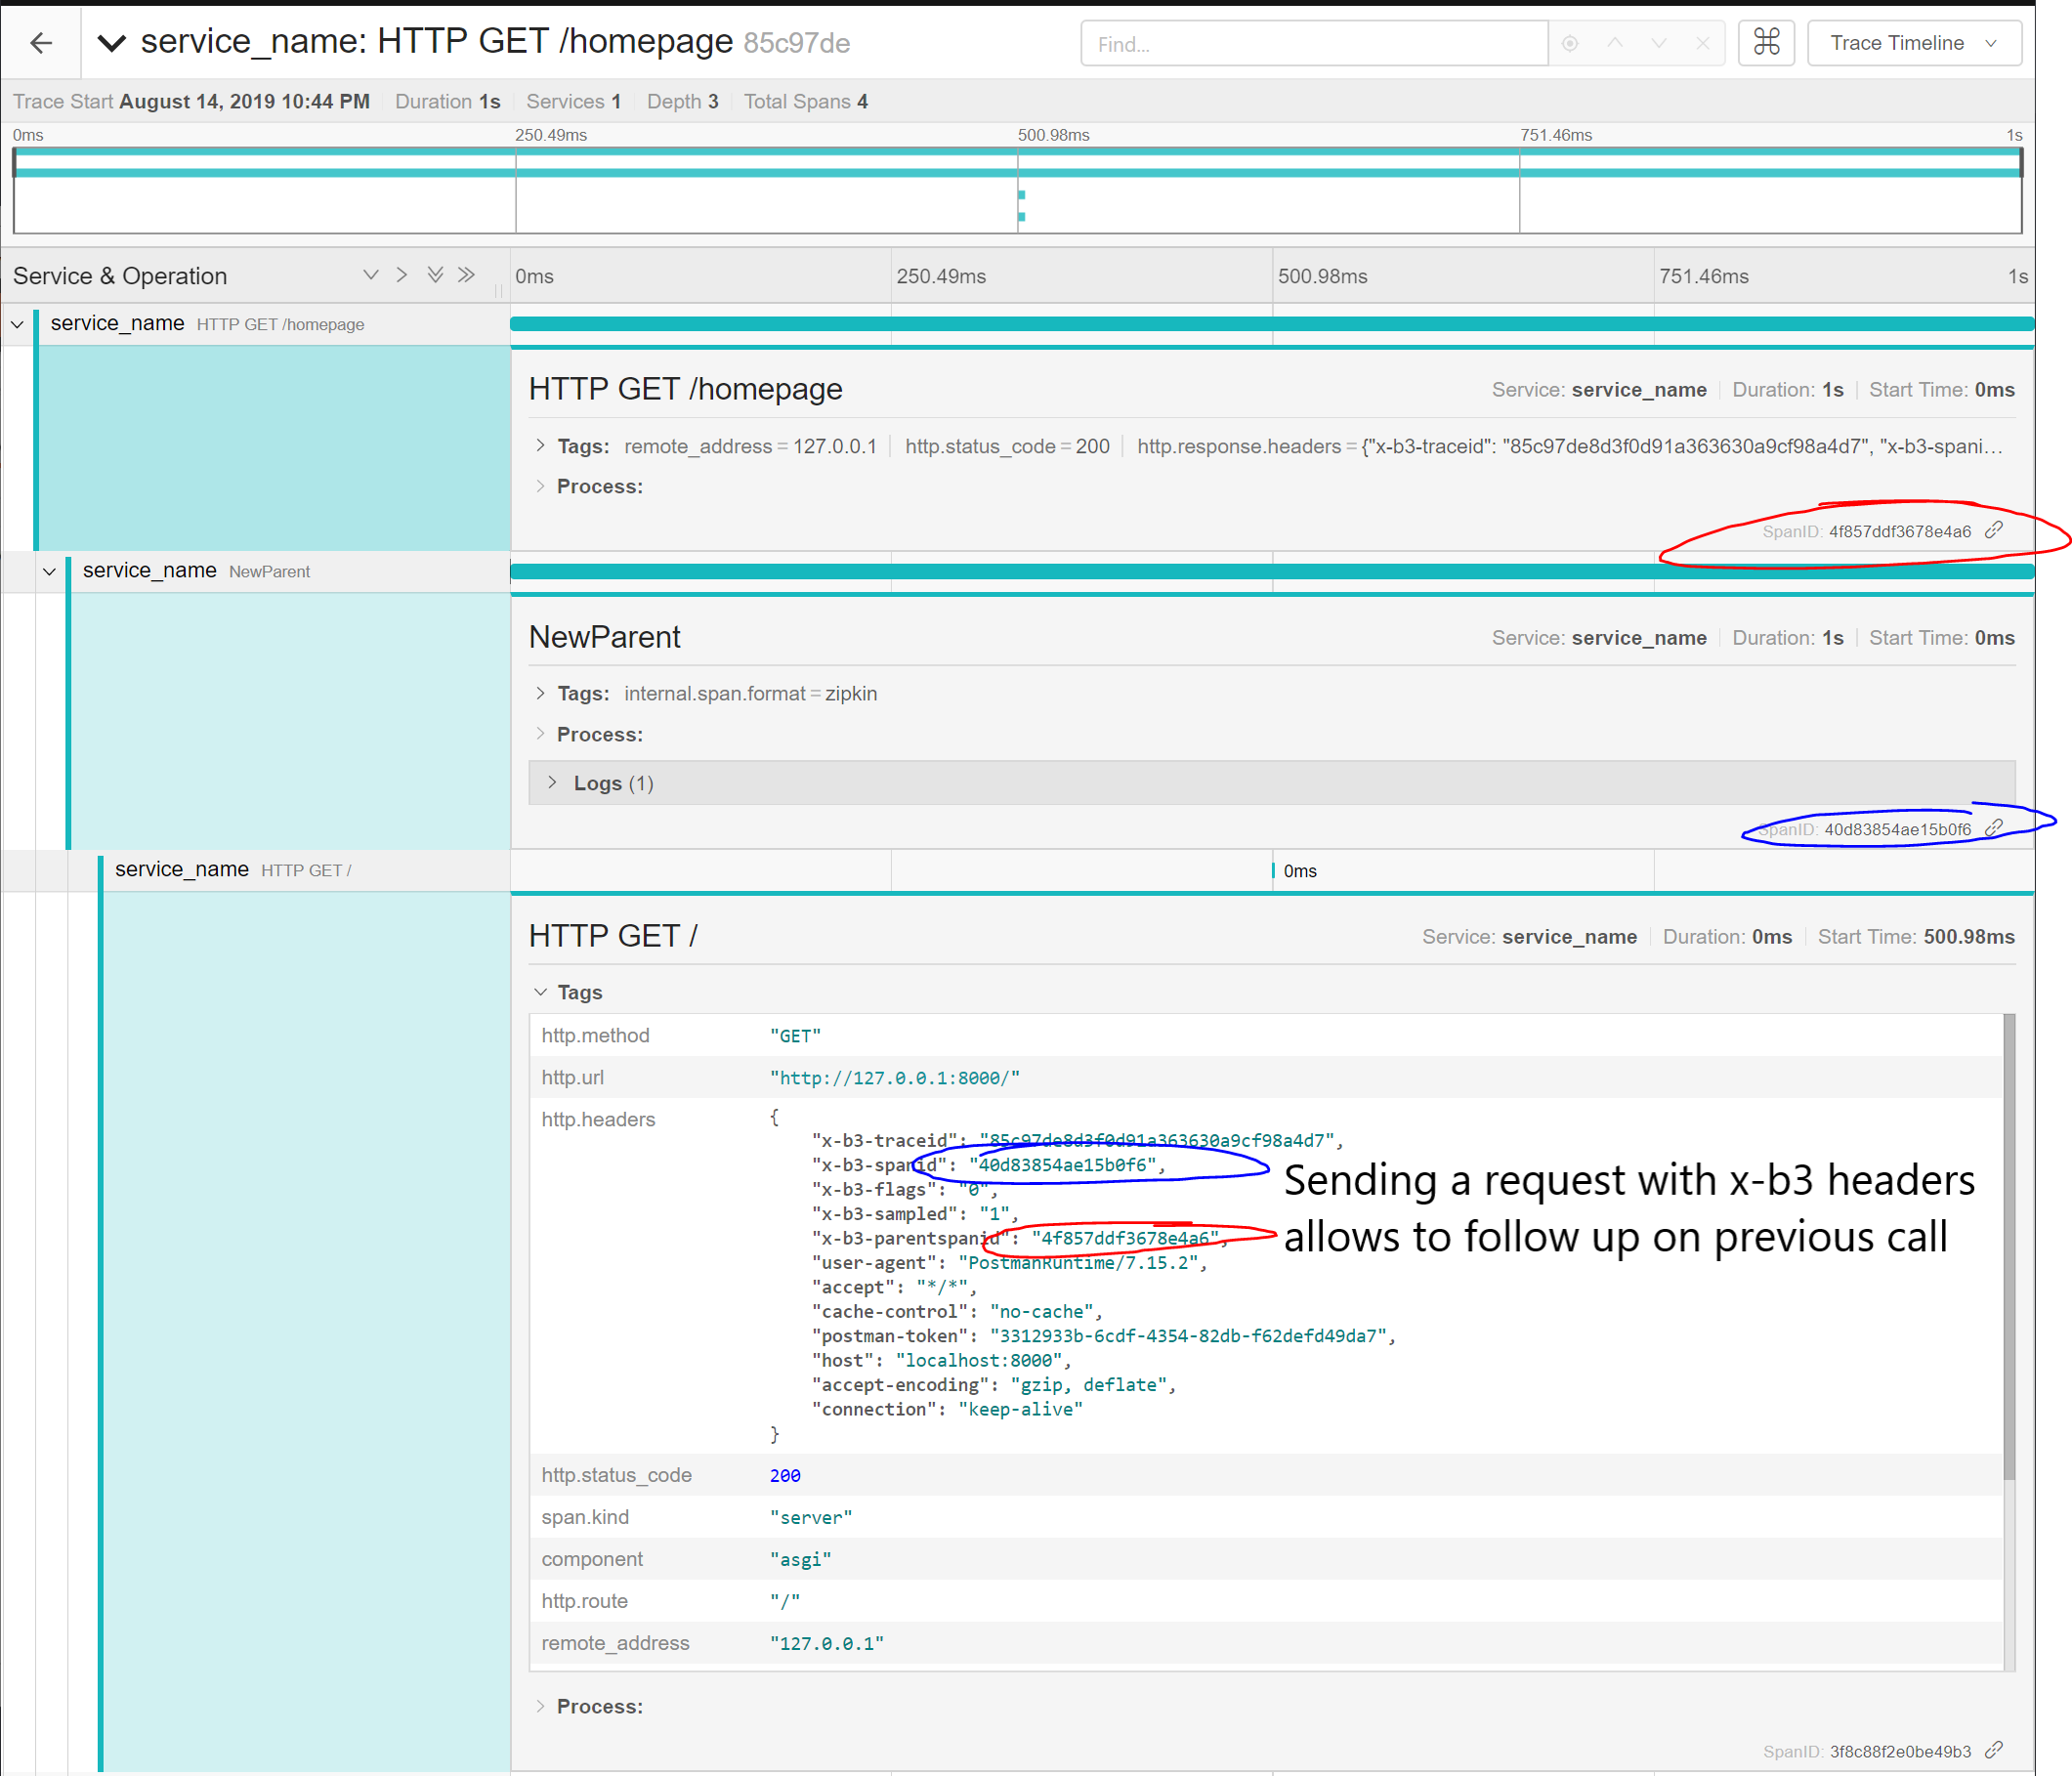 service_name: HTTP GET /homepage 85c97de
Find...
⌘
Trace Timeline
Trace Start August 14, 2019 10:44 PM Duration 1s Services 1 Depth 3 Total Spans 4
0ms 250.49ms 500.98ms 751.46ms 1s
Service & Operation 0ms 250.49ms 500.98ms 751.46ms 1s
service_name HTTP GET /homepage
HTTP GET /homepage Service: service_name Duration: 1s Start Time: 0ms
Tags: remote_address = 127.0.0.1 http.status_code = 200 http.response.headers = {"x-b3-traceid": "85c97de8d3f0d91a363630a9cf98a4d7", "x-b3-spani...
Process:
SpanID: 4f857ddf3678e4a6
service_name NewParent
NewParent Service: service_name Duration: 1s Start Time: 0ms
Tags: internal.span.format = zipkin
Process:
Logs (1)
SpanID: 40d83854ae15b0f6
service_name HTTP GET / 0ms
HTTP GET / Service: service_name Duration: 0ms Start Time: 500.98ms
Tags
http.method "GET"
http.url "http://127.0.0.1:8000/"
http.headers {
"x-b3-traceid": "85c97de8d3f0d91a363630a9cf98a4d7",
"x-b3-spanid": "40d83854ae15b0f6",
"x-b3-flags": "0",
"x-b3-sampled": "1",
"x-b3-parentspanid": "4f857ddf3678e4a6",
"user-agent": "PostmanRuntime/7.15.2",
"accept": "*/*",
"cache-control": "no-cache",
"postman-token": "3312933b-6cdf-4354-82db-f62defd49da7",
"host": "localhost:8000",
"accept-encoding": "gzip, deflate",
"connection": "keep-alive"
}
Sending a request with x-b3 headers
allows to follow up on previous call
http.status_code 200
span.kind "server"
component "asgi"
http.route "/"
remote_address "127.0.0.1"
Process:
SpanID: 3f8c88f2e0be49b3